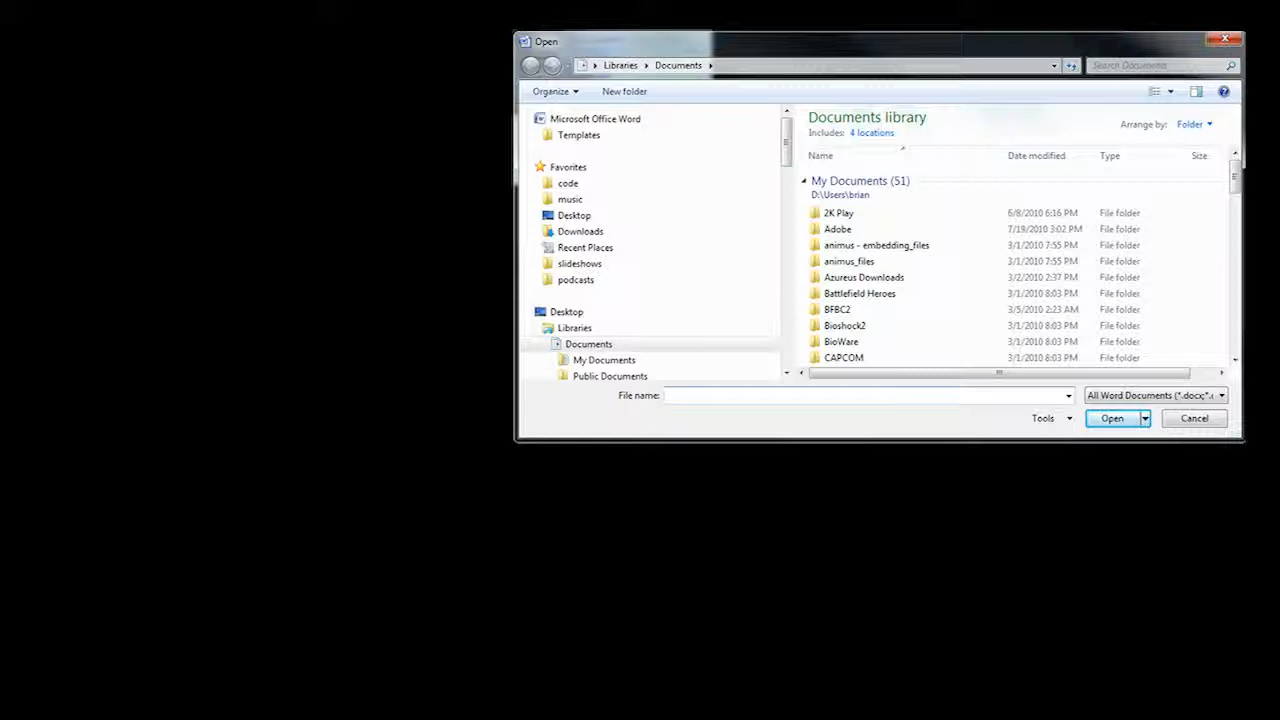 Open
Libraries Documents Search Documents
Organize New folder
Microsoft Office Word
Templates
Favorites
code
music
Desktop
Downloads
Recent Places
slideshows
podcasts
Desktop
Libraries
Documents
My Documents
Public Documents
Documents library
Includes: 4 locations
Arrange by: Folder
Name Date modified Type Size
My Documents (51)
D:\Users\brian
2K Play 6/8/2010 6:16 PM File folder
Adobe 7/19/2010 3:02 PM File folder
animus - embedding_files 3/1/2010 7:55 PM File folder
animus_files 3/1/2010 7:55 PM File folder
Azureus Downloads 3/2/2010 2:37 PM File folder
Battlefield Heroes 3/1/2010 8:03 PM File folder
BFBC2 3/5/2010 2:23 AM File folder
Bioshock2 3/1/2010 8:03 PM File folder
BioWare 3/1/2010 8:03 PM File folder
CAPCOM 3/1/2010 8:03 PM File folder
File name: All Word Documents (*.docx;*.
Tools Open Cancel